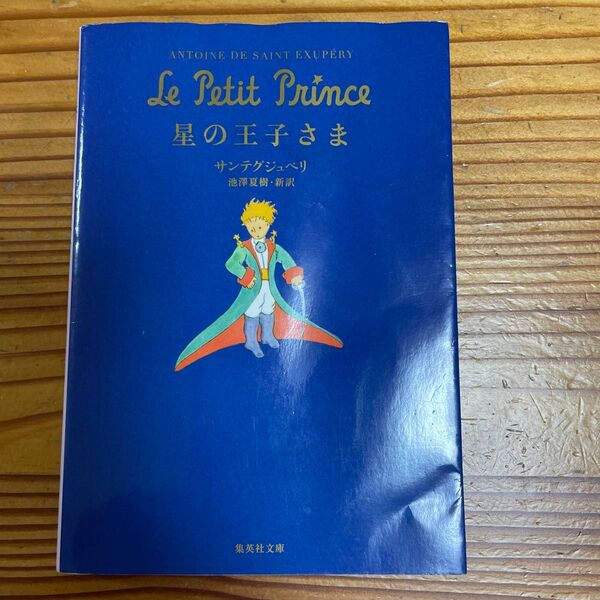 ANTOINE DE SAINT EXUPÉRY
Le Petit Prince
星の王子さま
サンテグジュペリ
池澤夏樹・新訳
集英社文庫